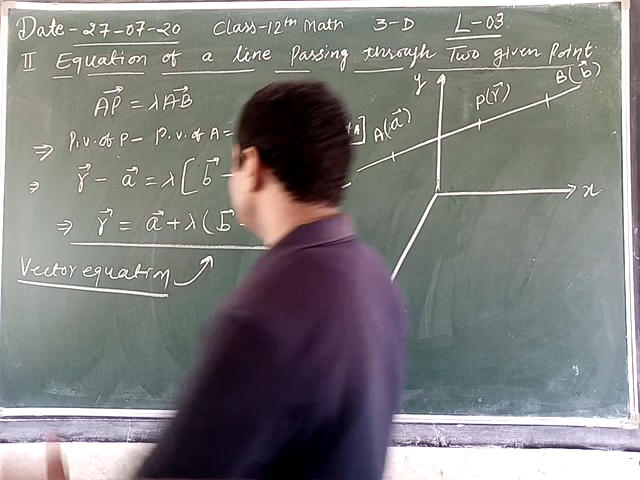 Date-27-07-20 Class-12th Math 3-D L-03
II Equation of a line Passing through Two given Point.
AP⃗ = λAB⃗
⇒ P.v. of P - P.v. of A =
⇒ r⃗ - a⃗ = λ[b⃗ -
⇒ r⃗ = a⃗ + λ(b⃗ -
Vector equation
y
B(b⃗)
P(r⃗)
A(a⃗)
x